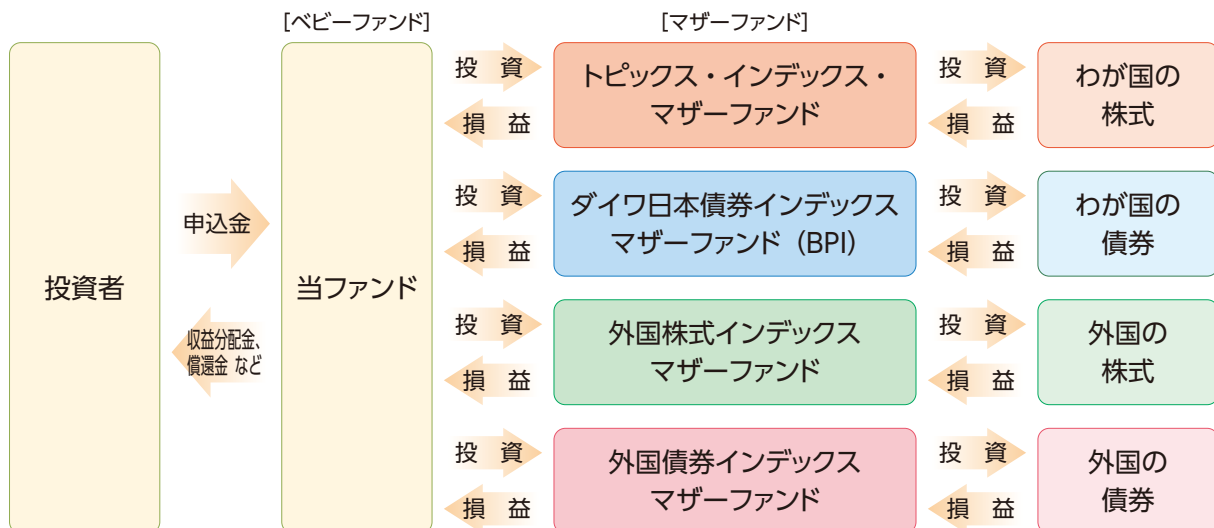 [ベビーファンド]
[マザーファンド]
投資者
申込金
収益分配金、
償還金 など
当ファンド
投 資
損 益
トピックス・インデックス・
マザーファンド
投 資
損 益
わが国の
株式
投 資
損 益
ダイワ日本債券インデックス
マザーファンド（BPI）
投 資
損 益
わが国の
債券
投 資
損 益
外国株式インデックス
マザーファンド
投 資
損 益
外国の
株式
投 資
損 益
外国債券インデックス
マザーファンド
投 資
損 益
外国の
債券